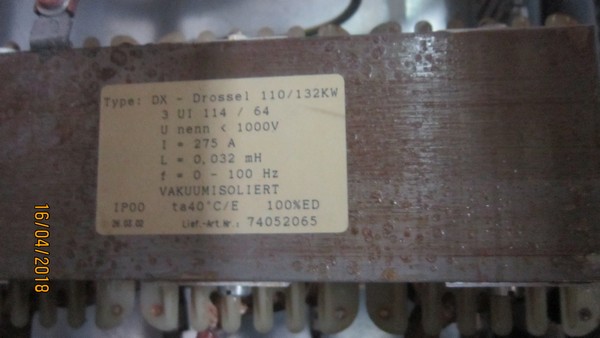 Type: DX - Drossel 110/132KW
3 UI 114 / 64
U nenn < 1000V
I = 275 A
L = 0,032 mH
f = 0 - 100 Hz
VAKUUMISOLIERT
IP00 ta40°C/E 100%ED
Lief.-Art.Nr.: 74052065
16/04/2018